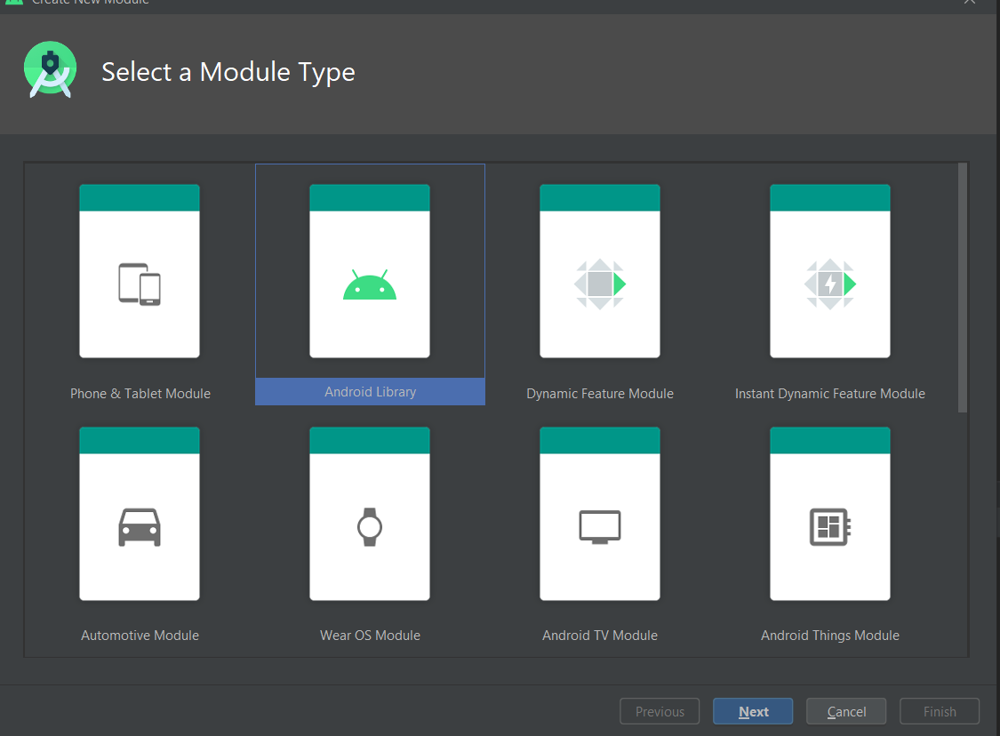 Create New Module
Select a Module Type
Phone & Tablet Module
Android Library
Dynamic Feature Module
Instant Dynamic Feature Module
Automotive Module
Wear OS Module
Android TV Module
Android Things Module
Previous
Next
Cancel
Finish